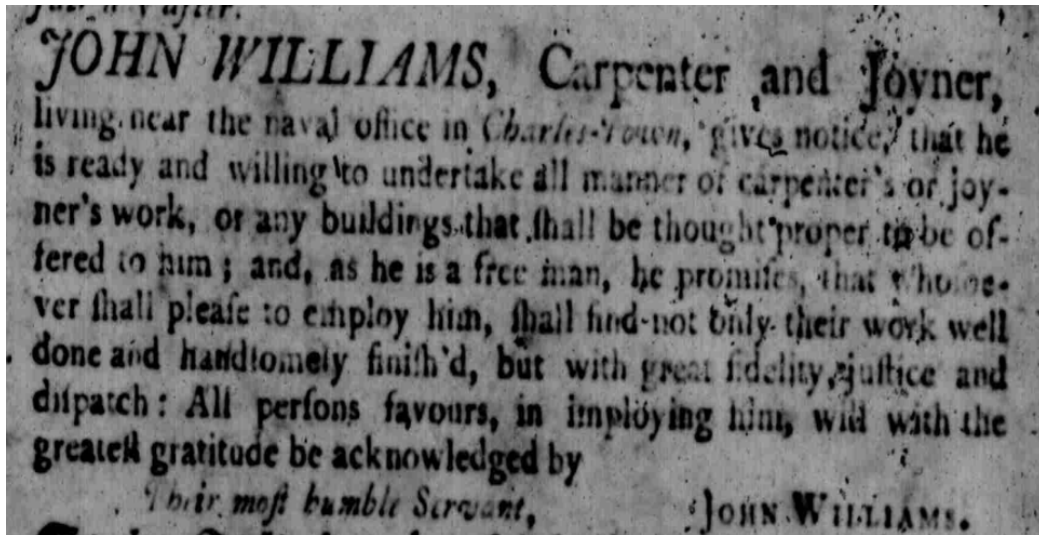 JOHN WILLIAMS, Carpenter and Joyner,
living near the naval office in Charles-Town, gives notice, that he
is ready and willing to undertake all manner of carpenter's or joy-
ner's work, or any buildings that ſhall be thought proper to be of-
fered to him; and, as he is a free man, he promiſes, that whoſoe-
ver ſhall pleaſe to employ him, ſhall find not only their work well
done and handſomely finiſh'd, but with great fidelity, juſtice and
diſpatch: All perſons favours, in imploying him, will with the
greateſt gratitude be acknowledged by
Their moſt humble Servant, JOHN WILLIAMS.